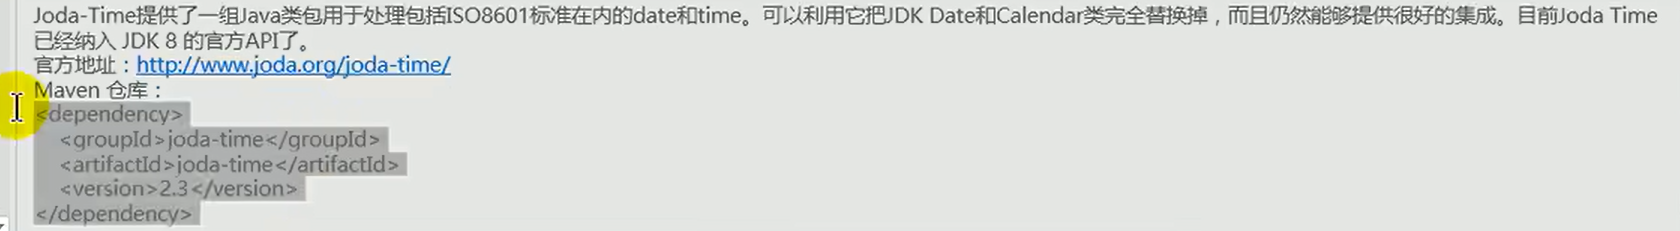 Joda-Time提供了一组Java类包用于处理包括ISO8601标准在内的date和time。可以利用它把JDK Date和Calendar类完全替换掉，而且仍然能够提供很好的集成。目前Joda Time
已经纳入 JDK 8 的官方API了。
官方地址：http://www.joda.org/joda-time/
Maven 仓库：
<dependency>
    <groupId>joda-time</groupId>
    <artifactId>joda-time</artifactId>
    <version>2.3</version>
</dependency>